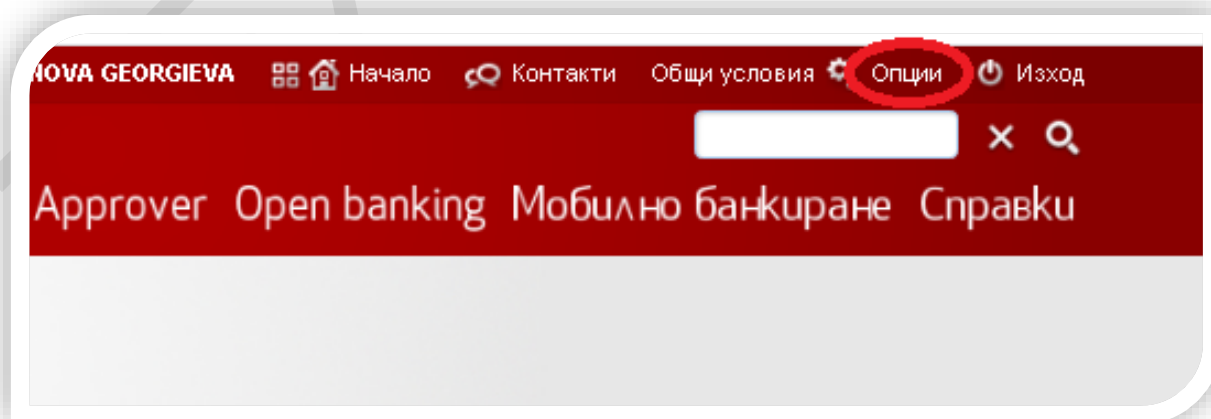 NOVA GEORGIEVA Начало Контакти Общи условия Опции Изход
Approver Open banking Мобилно банкиране Справки